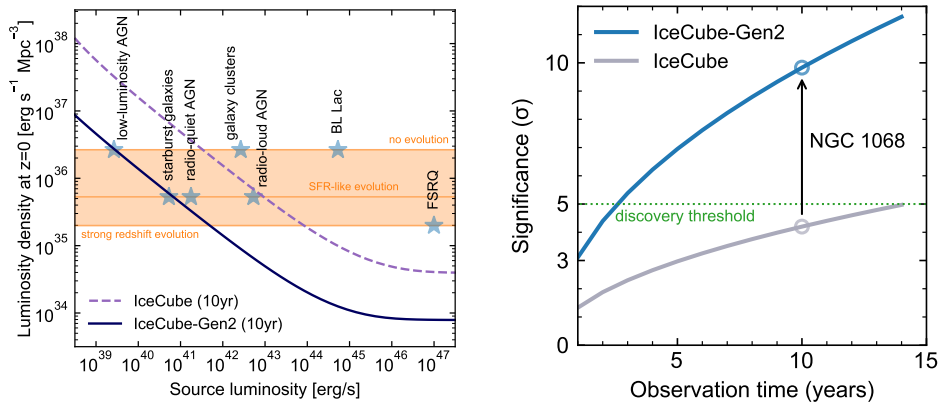 Luminosity density at z=0 [erg s⁻¹ Mpc⁻³]
10³⁸
10³⁷
10³⁶
10³⁵
10³⁴
low-luminosity AGN
starburst galaxies
radio-quiet AGN
galaxy clusters
radio-loud AGN
BL Lac
FSRQ
no evolution
SFR-like evolution
strong redshift evolution
IceCube (10yr)
IceCube-Gen2 (10yr)
10³⁹ 10⁴⁰ 10⁴¹ 10⁴² 10⁴³ 10⁴⁴ 10⁴⁵ 10⁴⁶ 10⁴⁷
Source luminosity [erg/s]
Significance (σ)
10
5
3
0
IceCube-Gen2
IceCube
NGC 1068
discovery threshold
5 10 15
Observation time (years)